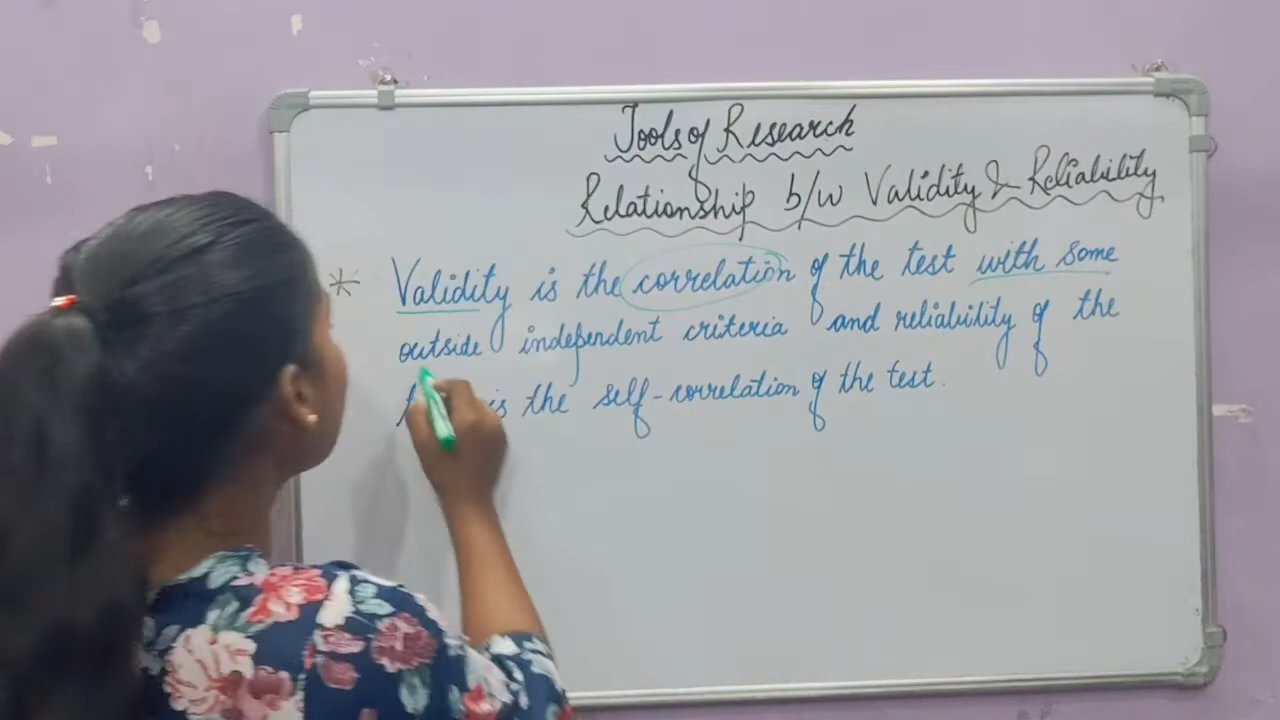 Tools of Research
Relationship b/w Validity & Reliability
* Validity is the correlation of the test with some
outside independent criteria and reliability of the
is the self-correlation of the test.